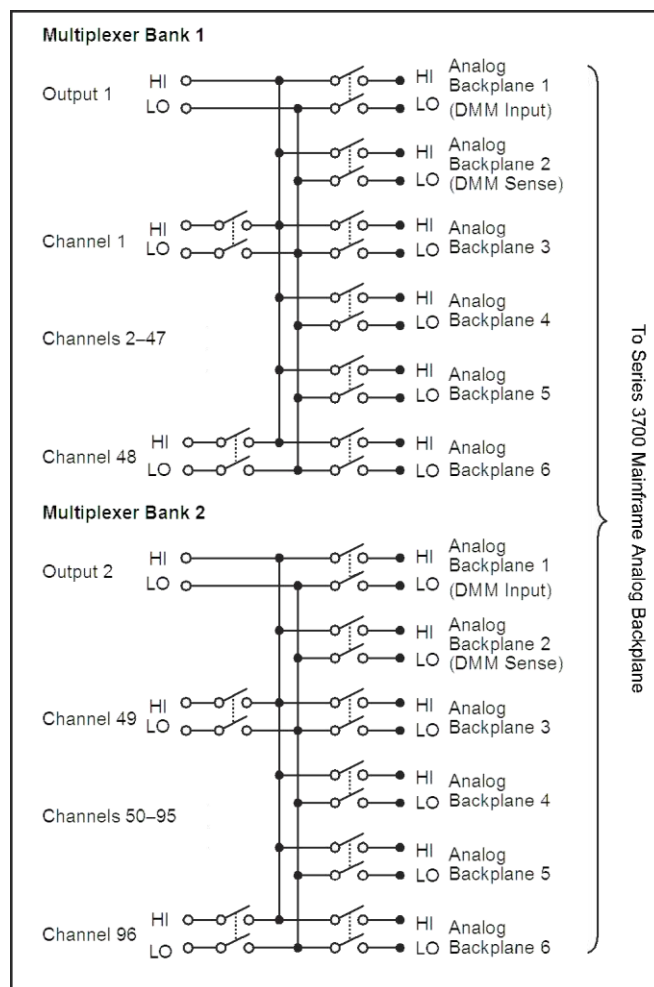 Multiplexer Bank 1
Output 1
HI
LO
HI
LO
Analog
Backplane 1
(DMM Input)
HI
LO
Analog
Backplane 2
(DMM Sense)
Channel 1
HI
LO
HI
LO
Analog
Backplane 3
Channels 2–47
HI
LO
Analog
Backplane 4
HI
LO
Analog
Backplane 5
Channel 48
HI
LO
HI
LO
Analog
Backplane 6
Multiplexer Bank 2
Output 2
HI
LO
HI
LO
Analog
Backplane 1
(DMM Input)
HI
LO
Analog
Backplane 2
(DMM Sense)
Channel 49
HI
LO
HI
LO
Analog
Backplane 3
Channels 50–95
HI
LO
Analog
Backplane 4
HI
LO
Analog
Backplane 5
Channel 96
HI
LO
HI
LO
Analog
Backplane 6
To Series 3700 Mainframe Analog Backplane